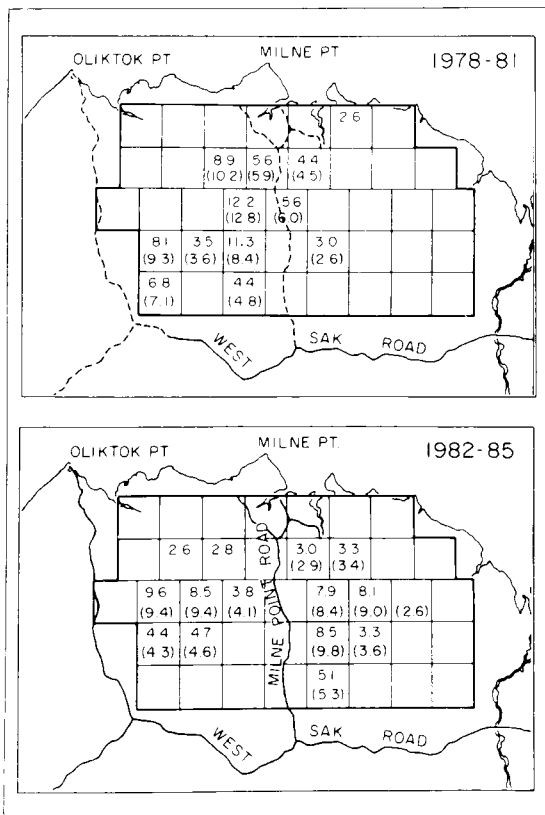 OLIKTOK PT
MILNE PT
1978-81
2.6
8.9 5.6 4.4
(10.2) (5.9) (4.5)
12.2 5.6
(12.8) (6.0)
8.1 3.5 11.3 3.0
(9.3) (3.6) (8.4) (2.6)
6.8 4.4
(7.1) (4.8)
WEST SAK ROAD
OLIKTOK PT
MILNE PT.
1982-85
MILNE POINT ROAD
2.6 2.8 3.0 3.3
(2.9) (3.4)
9.6 8.5 3.8 7.9 8.1
(9.4) (9.4) (4.1) (8.4) (9.0) (2.6)
4.4 4.7 8.5 3.3
(4.3) (4.6) (9.8) (3.6)
5.1
(5.3)
WEST SAK ROAD